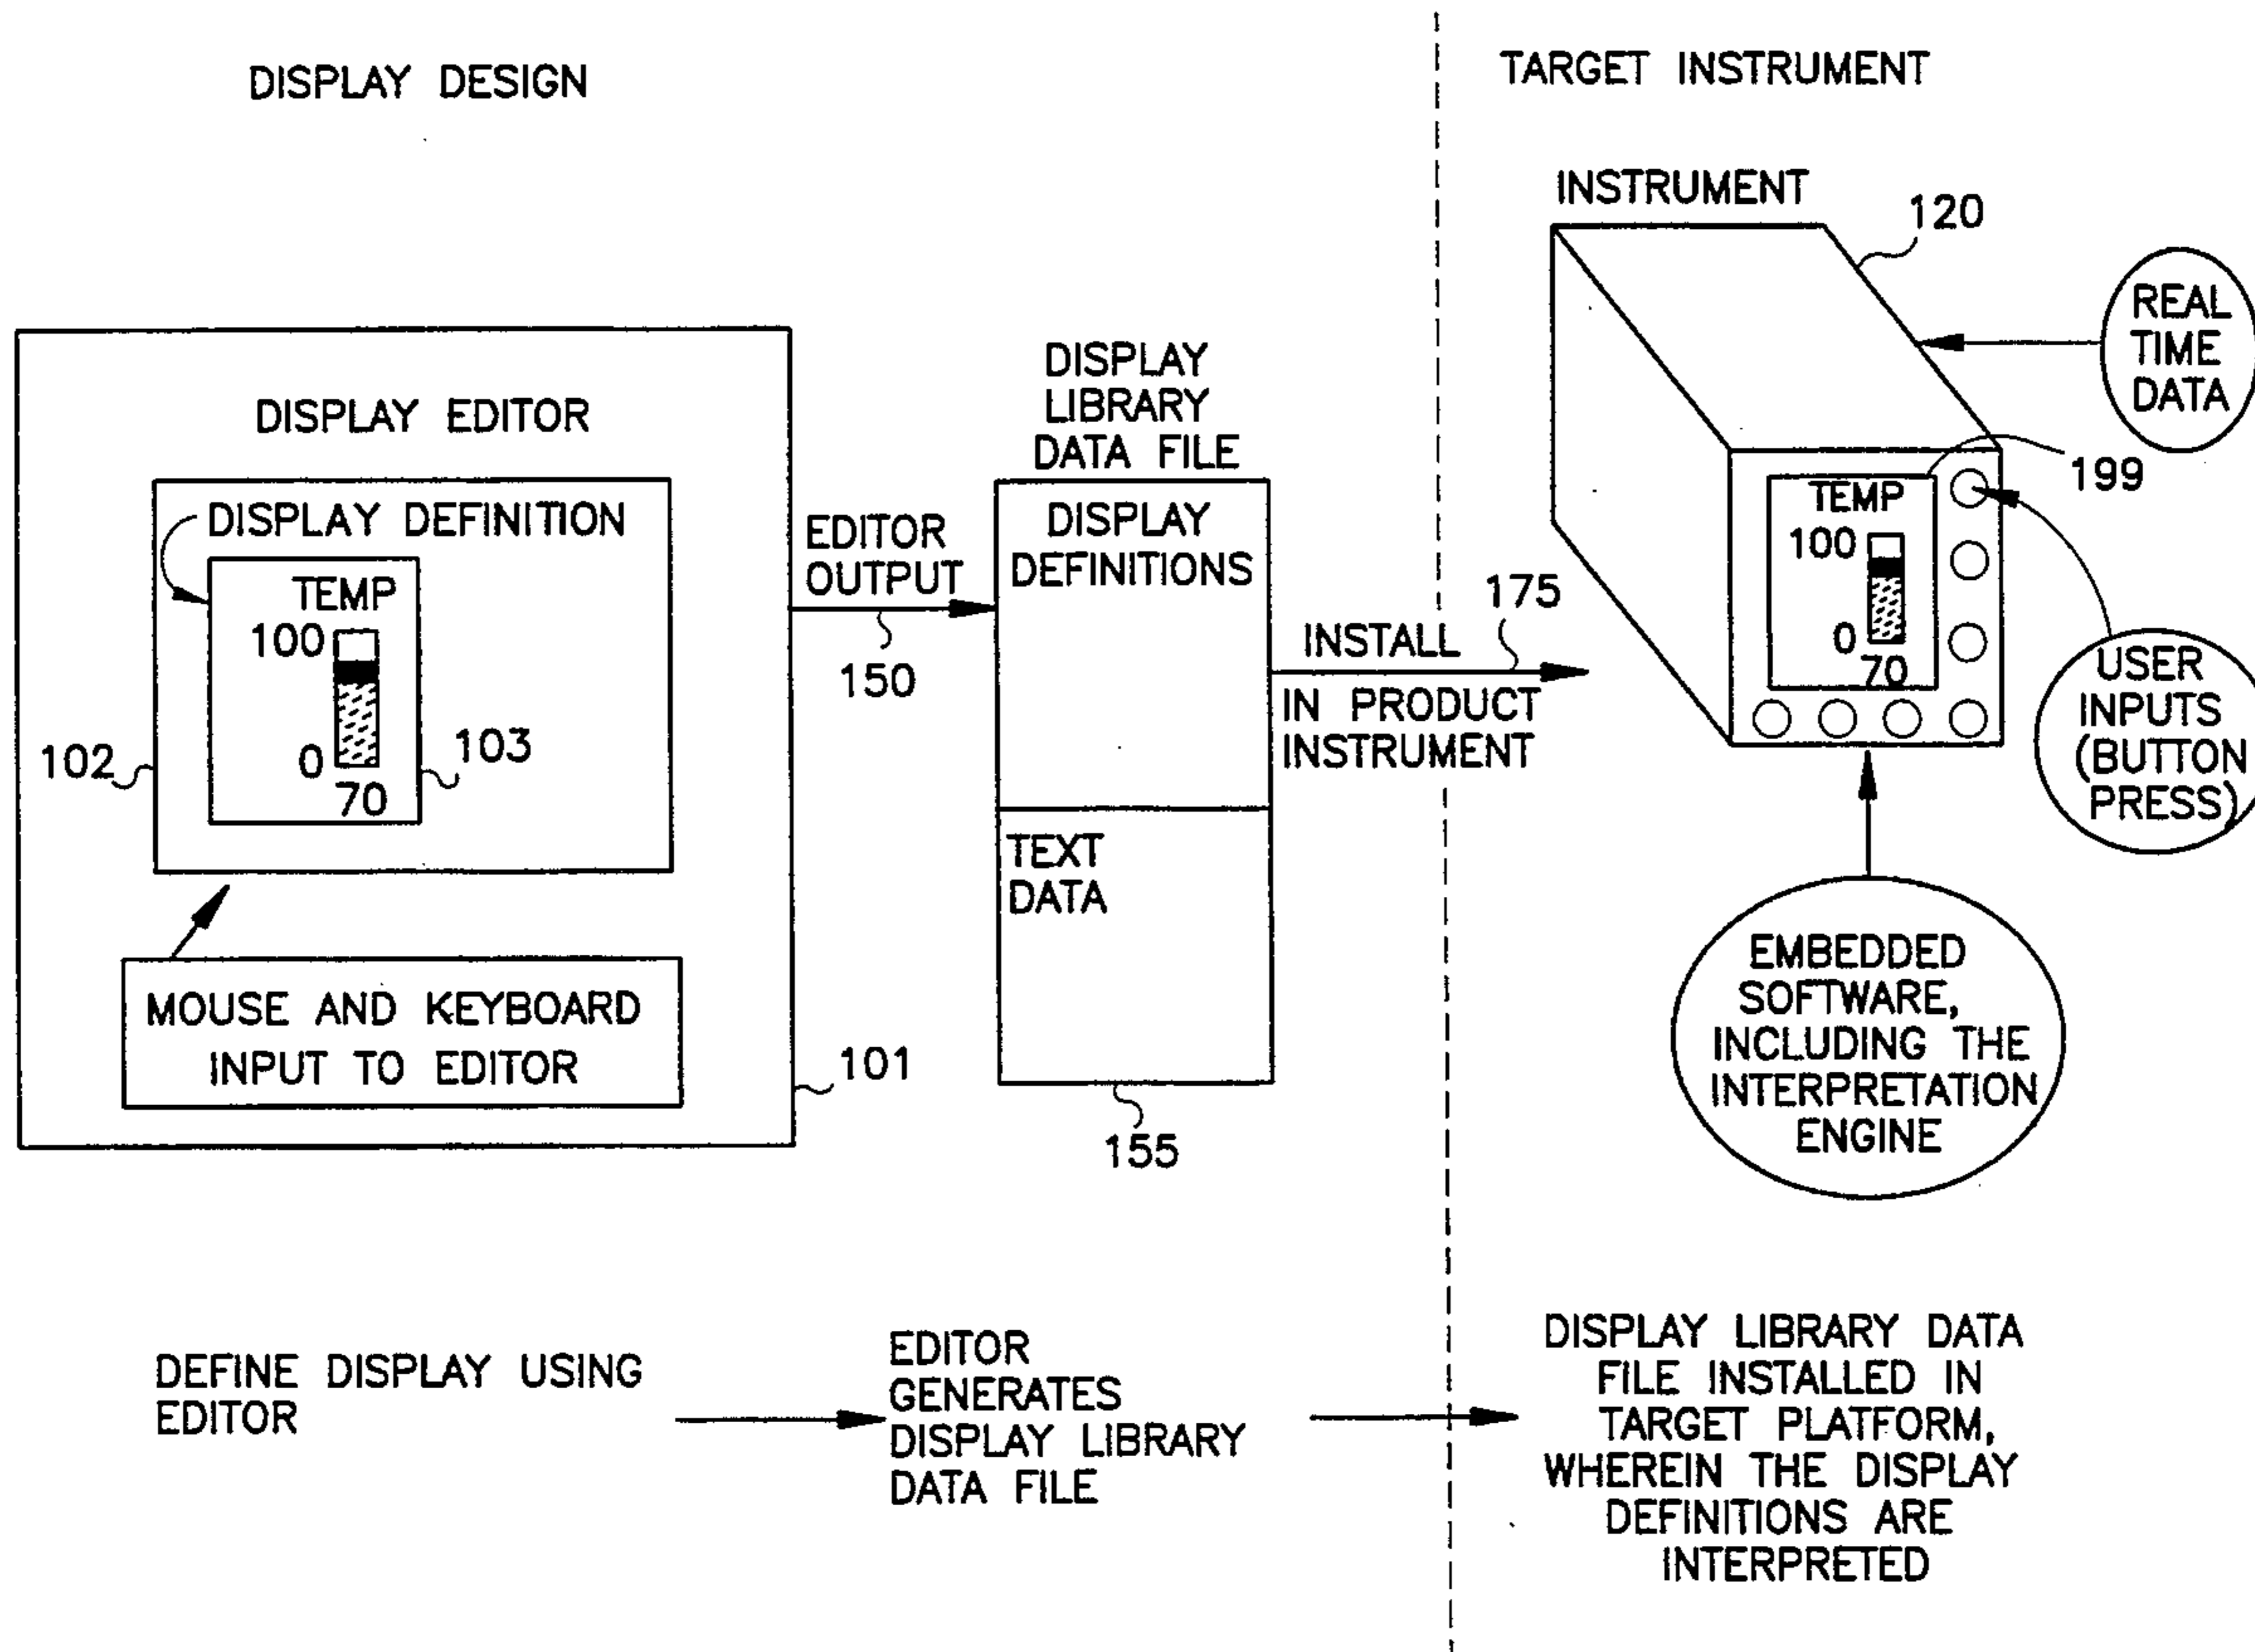 DISPLAY DESIGN
TARGET INSTRUMENT
DISPLAY EDITOR
DISPLAY DEFINITION
TEMP
100
0
70
102
103
MOUSE AND KEYBOARD
INPUT TO EDITOR
101
EDITOR
OUTPUT
150
DISPLAY
LIBRARY
DATA FILE
DISPLAY
DEFINITIONS
TEXT
DATA
155
INSTALL
175
IN PRODUCT
INSTRUMENT
INSTRUMENT
120
REAL
TIME
DATA
199
TEMP
100
0
70
USER
INPUTS
(BUTTON
PRESS)
EMBEDDED
SOFTWARE,
INCLUDING THE
INTERPRETATION
ENGINE
DEFINE DISPLAY USING
EDITOR
EDITOR
GENERATES
DISPLAY LIBRARY
DATA FILE
DISPLAY LIBRARY DATA
FILE INSTALLED IN
TARGET PLATFORM,
WHEREIN THE DISPLAY
DEFINITIONS ARE
INTERPRETED